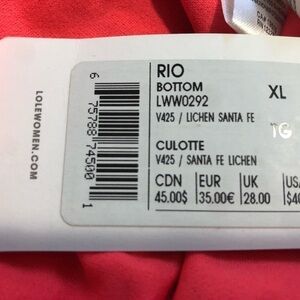 RIO
BOTTOM
LWW0292
V425 / LICHEN SANTA FE
XL
TG
CULOTTE
V425 / SANTA FE LICHEN
CDN EUR UK
45.00$ 35.00€ 28.00
6 75788 74500 1
LOLEWOMEN.COM